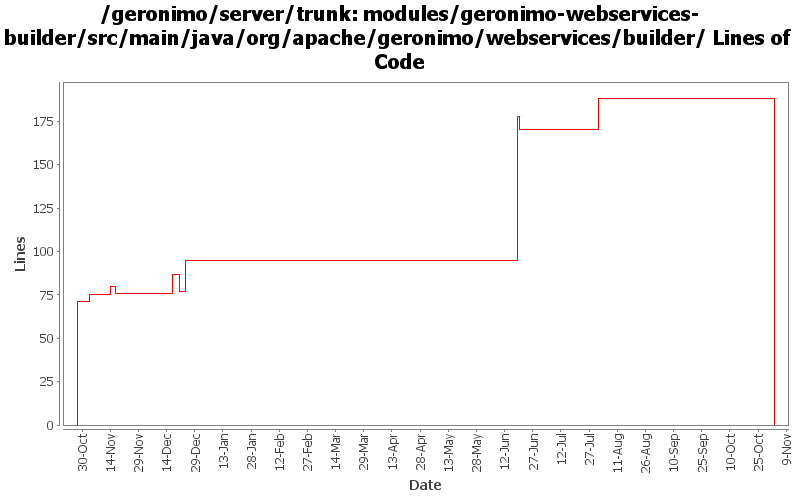 /geronimo/server/trunk: modules/geronimo-webservices-
builder/src/main/java/org/apache/geronimo/webservices/builder/ Lines of
Code
175
150
125
100
75
50
25
0
Lines
30-Oct
14-Nov
29-Nov
14-Dec
29-Dec
13-Jan
28-Jan
12-Feb
27-Feb
14-Mar
29-Mar
13-Apr
28-Apr
13-May
28-May
12-Jun
27-Jun
12-Jul
27-Jul
11-Aug
26-Aug
10-Sep
25-Sep
10-Oct
25-Oct
9-Nov
Date